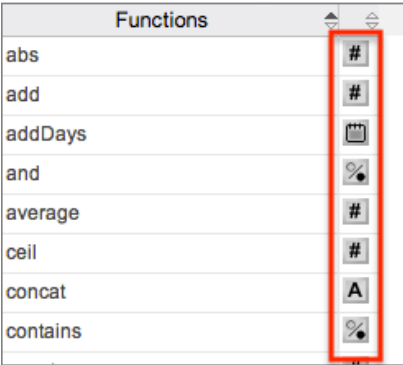 Functions
abs #
add #
addDays
and
average #
ceil #
concat A
contains